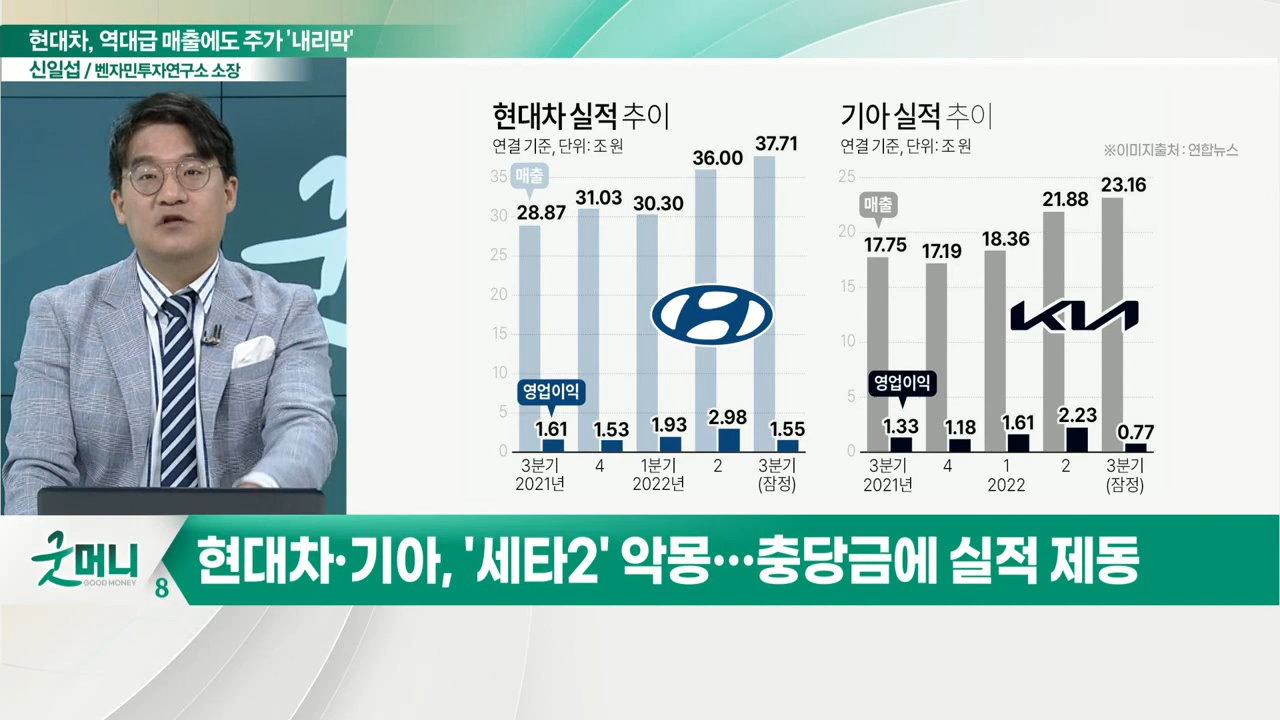 현대차, 역대급 매출에도 주가 '내리막'
신일섭 / 벤자민투자연구소 소장
현대차 실적 추이
연결 기준, 단위: 조 원
35
30
25
20
15
10
5
0
매출
28.87
31.03
30.30
36.00
37.71
영업이익
1.61
1.53
1.93
2.98
1.55
3분기 4 1분기 2 3분기
2021년 2022년 (잠정)
기아 실적 추이
연결 기준, 단위: 조 원
※이미지출처 : 연합뉴스
25
20
15
10
5
0
매출
17.75
17.19
18.36
21.88
23.16
KIA
영업이익
1.33
1.18
1.61
2.23
0.77
3분기 4 1 2 3분기
2021년 2022 (잠정)
굿머니
GOOD MONEY
8
현대차·기아, '세타2' 악몽…충당금에 실적 제동